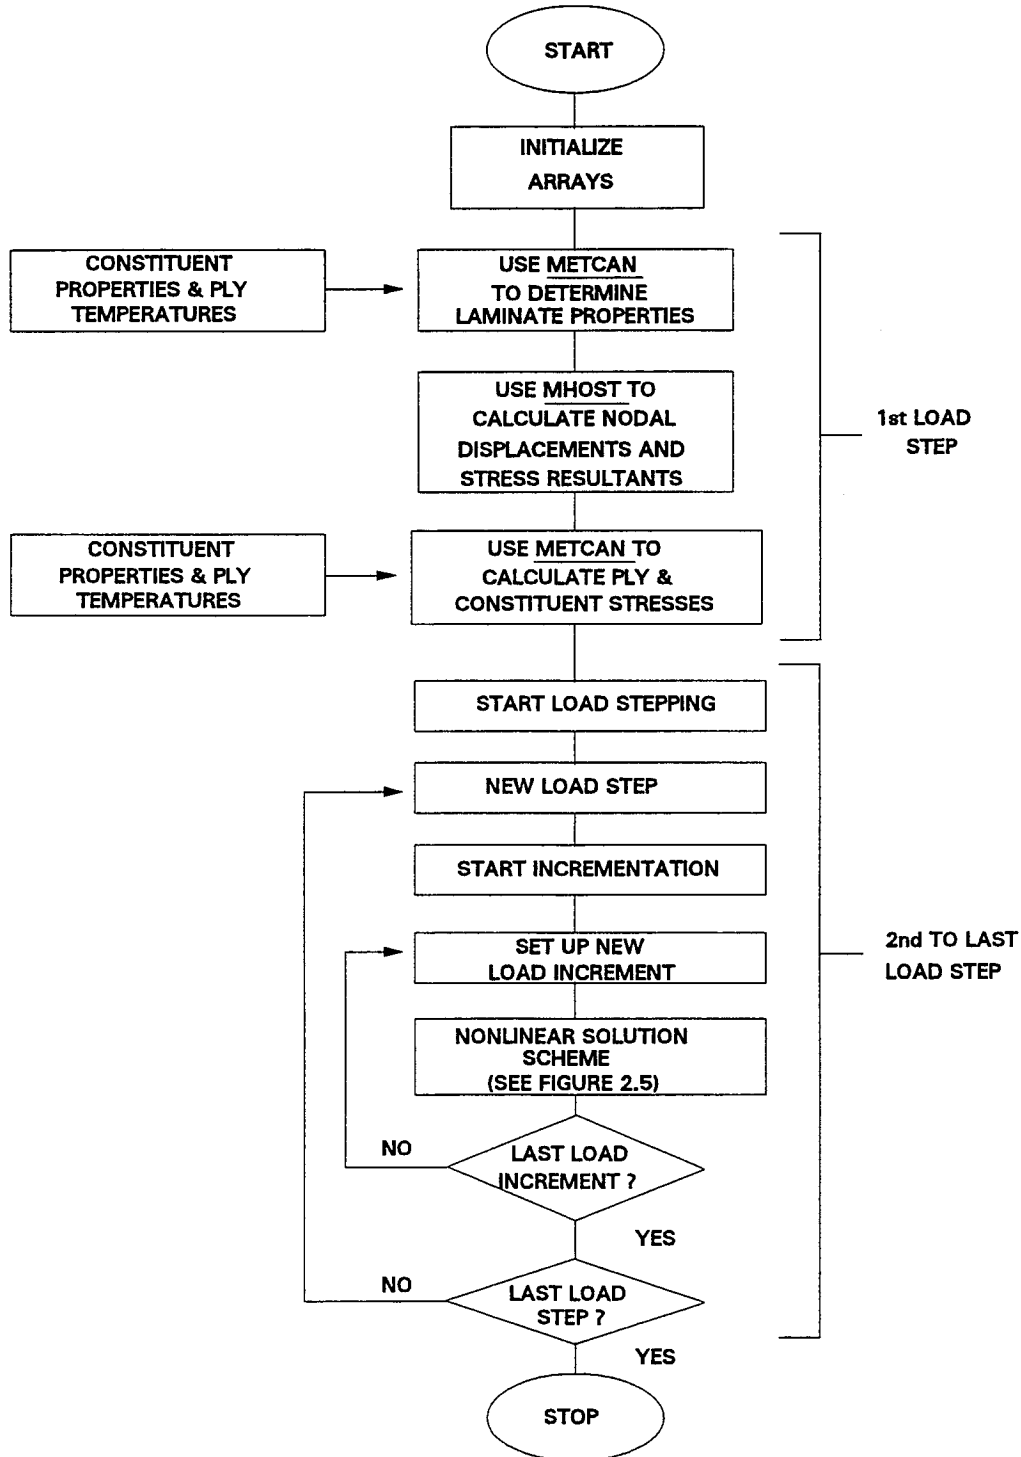 START
INITIALIZE
ARRAYS
CONSTITUENT
PROPERTIES & PLY
TEMPERATURES
USE METCAN
TO DETERMINE
LAMINATE PROPERTIES
USE MHOST TO
CALCULATE NODAL
DISPLACEMENTS AND
STRESS RESULTANTS
1st LOAD
STEP
CONSTITUENT
PROPERTIES & PLY
TEMPERATURES
USE METCAN TO
CALCULATE PLY &
CONSTITUENT STRESSES
START LOAD STEPPING
NEW LOAD STEP
START INCREMENTATION
SET UP NEW
LOAD INCREMENT
2nd TO LAST
LOAD STEP
NONLINEAR SOLUTION
SCHEME
(SEE FIGURE 2.5)
NO
LAST LOAD
INCREMENT ?
YES
NO
LAST LOAD
STEP ?
YES
STOP